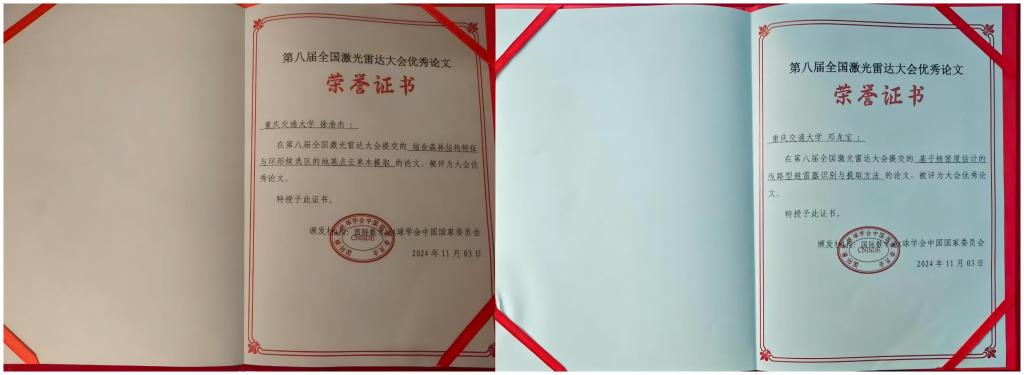 第八届全国激光雷达大会优秀论文
荣誉证书
重庆交通大学 徐渝杰：
在第八届全国激光雷达大会提交的 结合森林结构特征
与环形候选区的地基点云单木提取 的论文，被评为大会优
秀论文。
特授予此证书。
颁发机构：国际数字地球学会中国国家委员会
CNISDE
2024 年 11 月 03 日
第八届全国激光雷达大会优秀论文
荣誉证书
重庆交通大学 邓龙宝：
在第八届全国激光雷达大会提交的 基于核密度估计的
线路型避雷器识别与提取方法 的论文，被评为大会优秀论
文。
特授予此证书。
颁发机构：国际数字地球学会中国国家委员会
CNISDE
2024 年 11 月 03 日